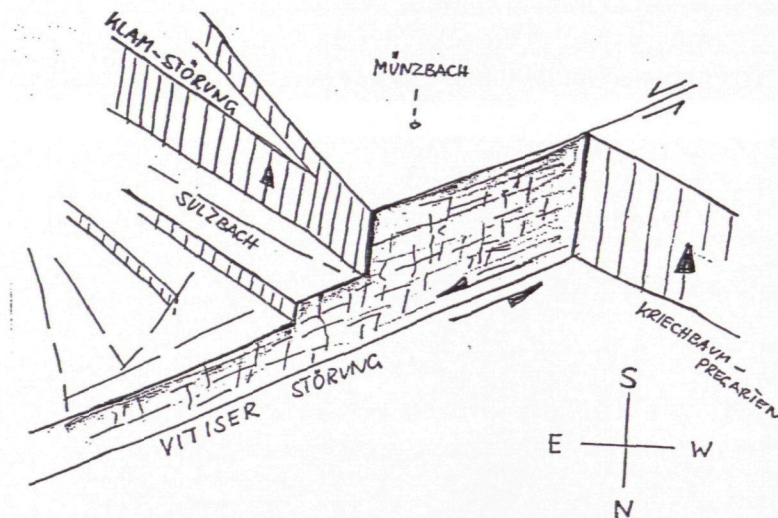 KLAM-STÖRUNG
MÜNZBACH
SULZBACH
KRIECHBAUM-
PREGARTEN
VITISER STÖRUNG
S
E W
N